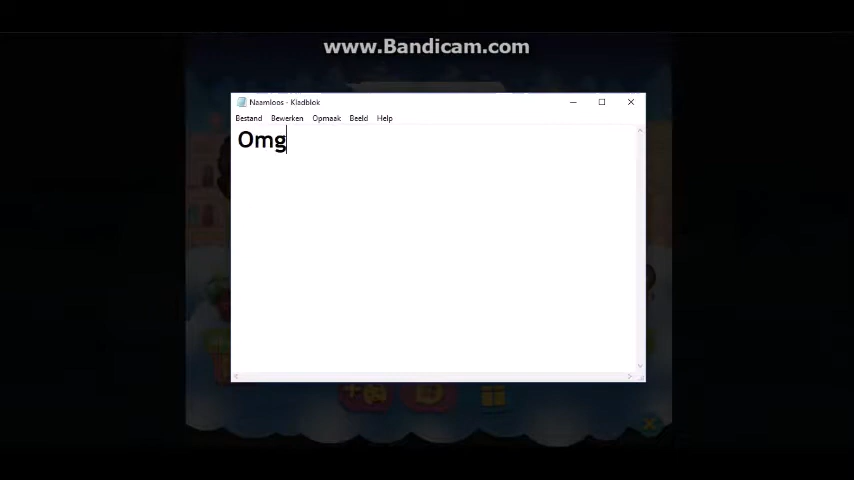 www.Bandicam.com
Naamloos - Kladblok
Bestand Bewerken Opmaak Beeld Help
Omg